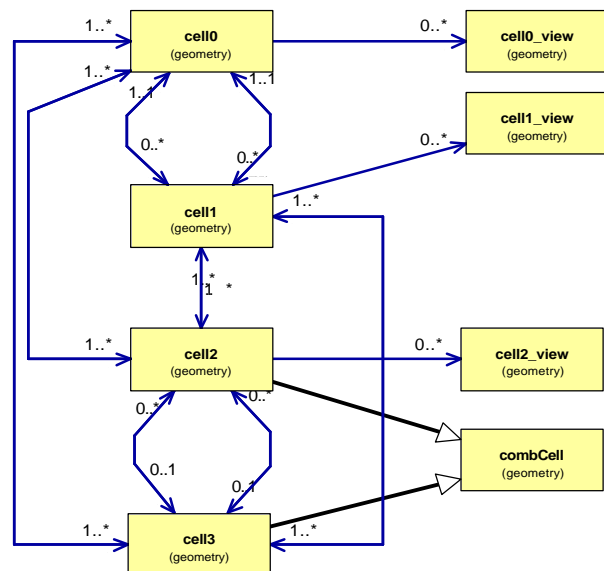 1..*
cell0
(geometry)
0..*
cell0_view
(geometry)
1..*
1..1
1..1
cell1_view
(geometry)
0..*
0..*
0..*
cell1
(geometry)
1..*
1..*
cell2
(geometry)
1..*
0..*
cell2_view
(geometry)
0..*
0..*
combCell
(geometry)
0..1
0..1
cell3
(geometry)
1..*
1..*